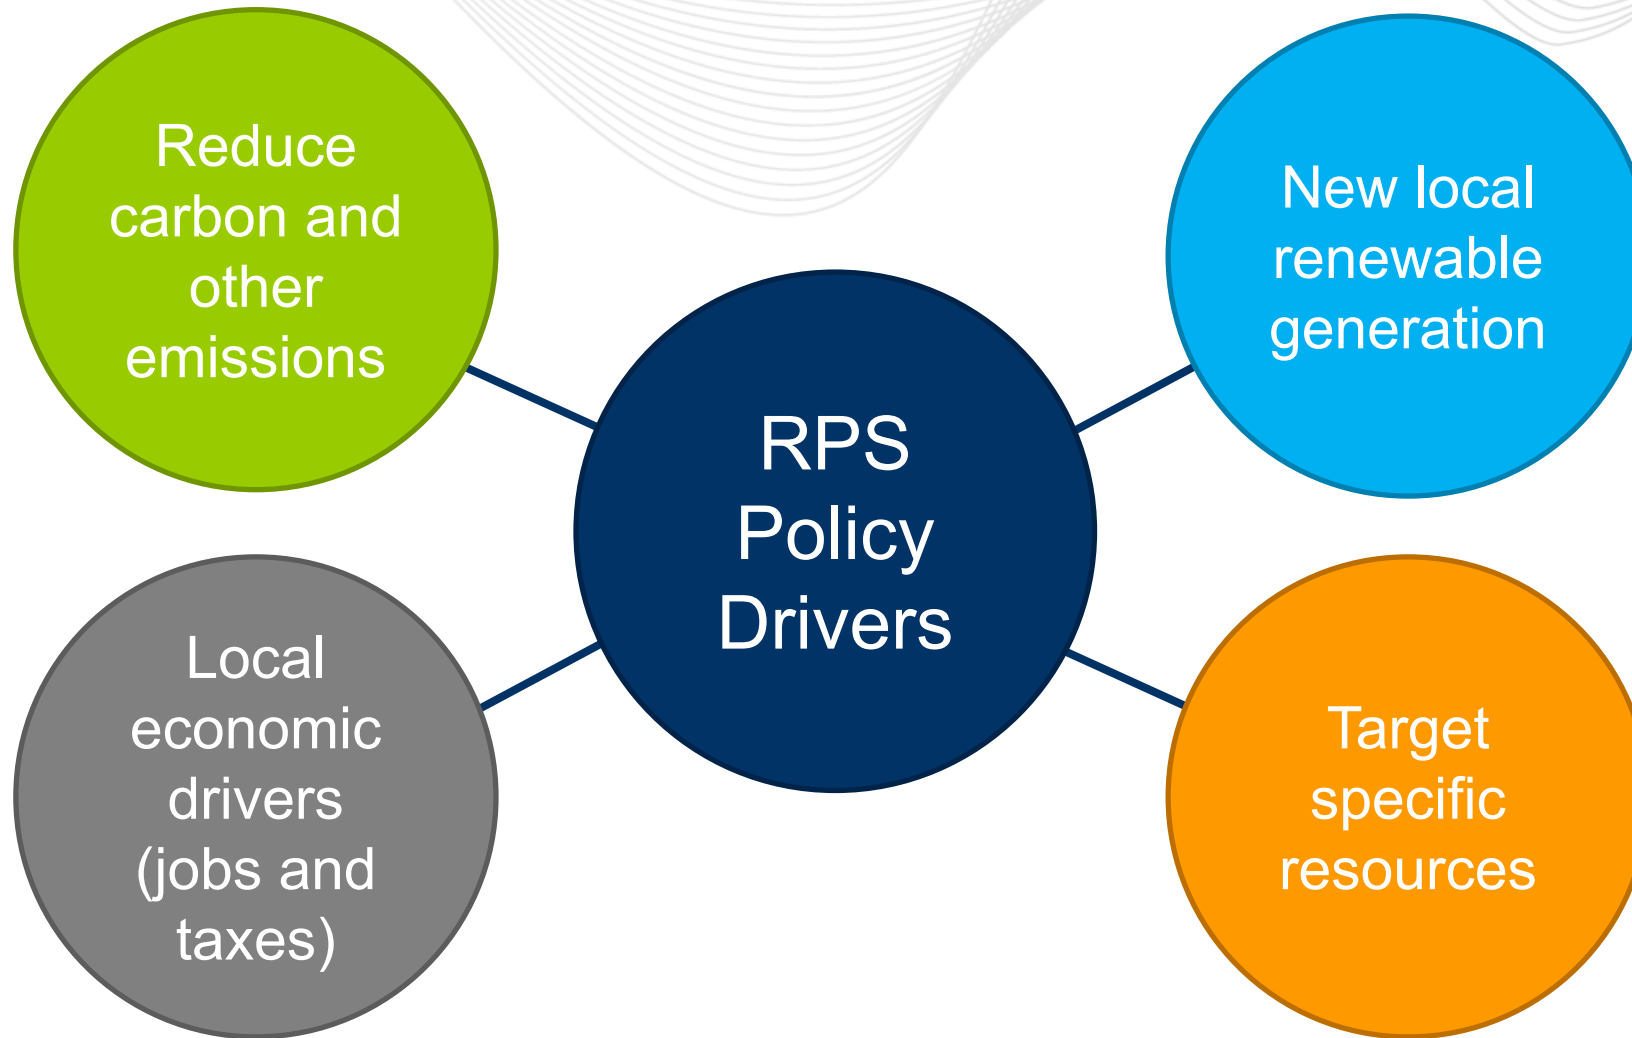 Reduce
carbon and
other
emissions
New local
renewable
generation
RPS
Policy
Drivers
Local
economic
drivers
(jobs and
taxes)
Target
specific
resources